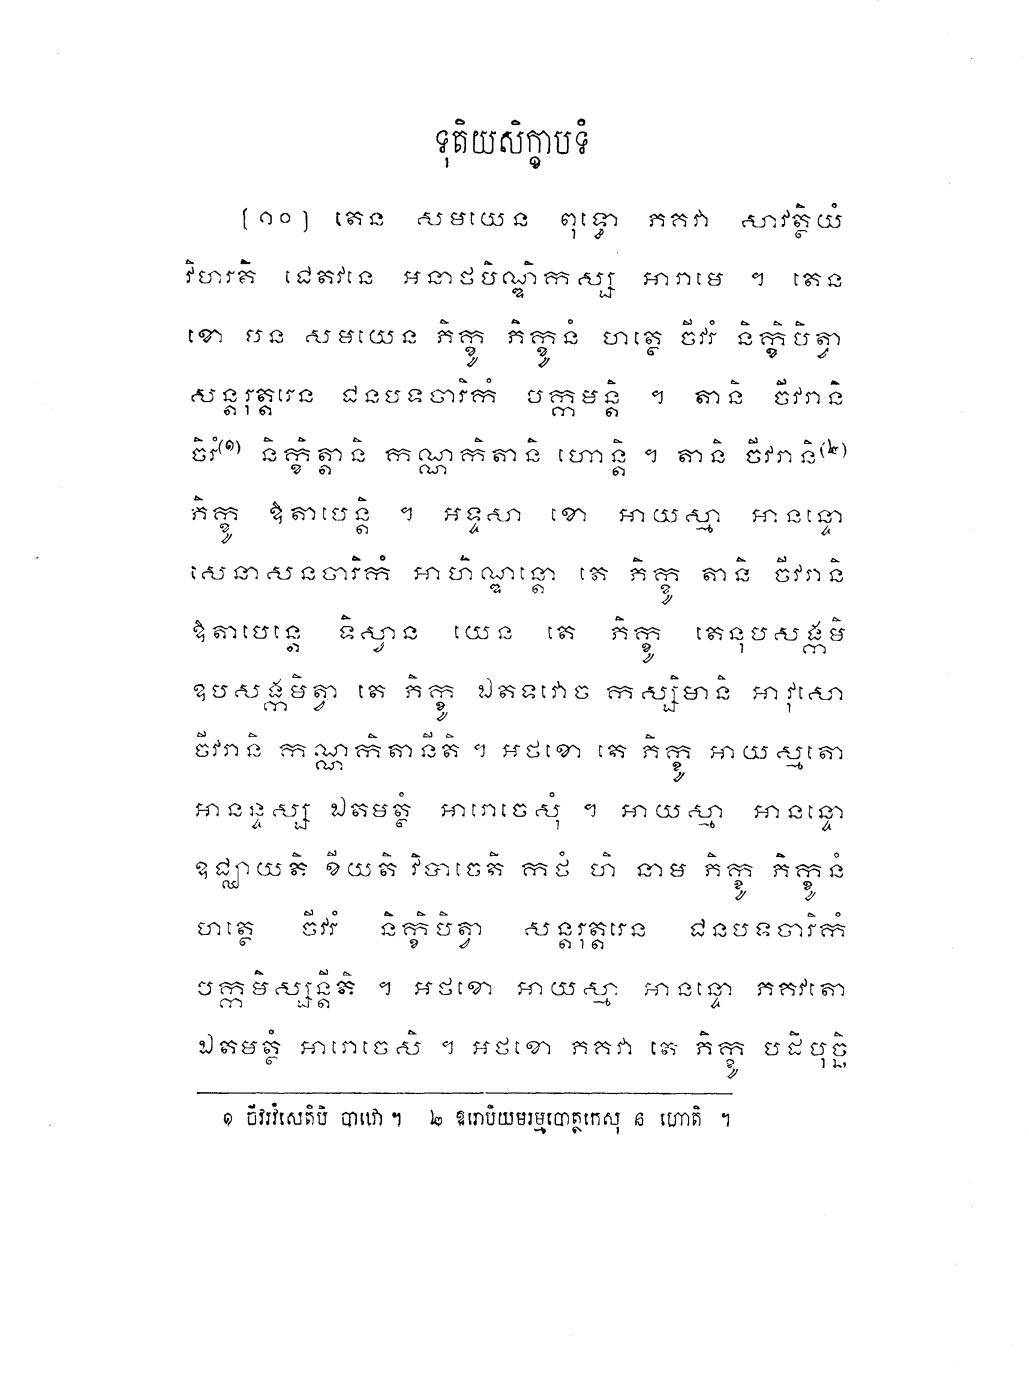 ទុតិយសិក្ខាបទំ
[១០] តេន សមយេន ពុទ្ធោ ភគវា សាវត្ថិយំ
វិហរតិ ជេតវនេ អនាថបិណ្ឌិកស្ស អារាមេ ។ តេន
ខោ បន សមយេន ភិក្ខូ ភិក្ខូនំ ហត្ថេ ចីវរំ និក្ខិបិត្វា
សន្តរុត្តរេន ជនបទចារិកំ បក្កមន្តិ ។ តានិ ចីវរានិ
ចិរំ(១) និក្ខិត្តានិ កណ្ណកិតានិ ហោន្តិ ។ តានិ ចីវរានិ(២)
ភិក្ខូ ឱតាបេន្តិ ។ អទ្ទសា ខោ អាយស្មា អានន្ទោ
សេនាសនចារិកំ អាហិណ្ឌន្តោ តេ ភិក្ខូ តានិ ចីវរានិ
ឱតាបេន្តេ ទិស្វាន យេន តេ ភិក្ខូ តេនុបសង្កមិ
ឧបសង្កមិត្វា តេ ភិក្ខូ ឯតទវោច កស្សិមានិ អាវុសោ
ចីវរានិ កណ្ណកិតានីតិ ។ អថខោ តេ ភិក្ខូ អាយស្មតោ
អានន្ទស្ស ឯតមត្ថំ អារោចេសុំ ។ អាយស្មា អានន្ទោ
ឧជ្ឈាយតិ ខីយតិ វិបាចេតិ កថំ ហិ នាម ភិក្ខូ ភិក្ខូនំ
ហត្ថេ ចីវរំ និក្ខិបិត្វា សន្តរុត្តរេន ជនបទចារិកំ
បក្កមិស្សន្តីតិ ។ អថខោ អាយស្មា អានន្ទោ ភគវតោ
ឯតមត្ថំ អារោចេសិ ។ អថខោ ភគវា តេ ភិក្ខូ បដិបុច្ឆិ
១ ចីវរវំសេតិបិ បាឋោ ។ ២ ឱរោបិយមរម្មបោត្ថកេសុ ន ហោតិ ។